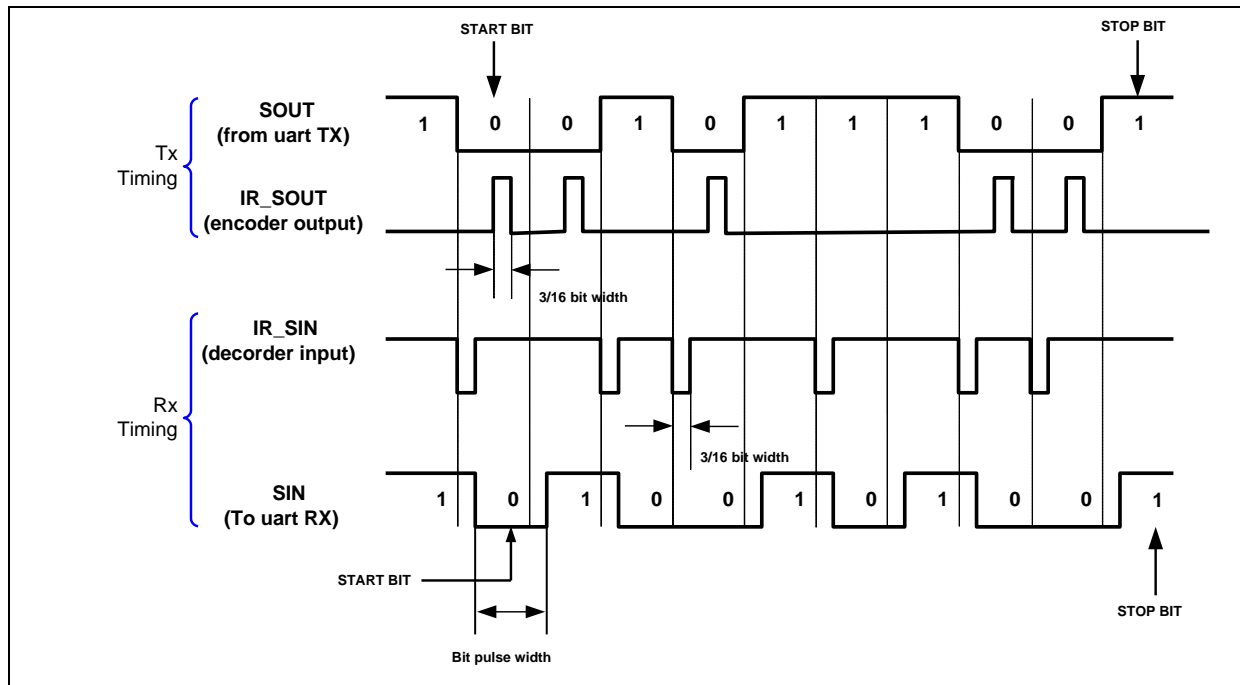 START BIT
STOP BIT
SOUT
(from uart TX)
1 0 0 1 0 1 1 1 0 0 1
Tx
Timing
IR_SOUT
(encoder output)
3/16 bit width
IR_SIN
(decorder input)
Rx
Timing
3/16 bit width
SIN
(To uart RX)
1 0 1 0 0 1 0 1 0 0 1
START BIT
STOP BIT
Bit pulse width